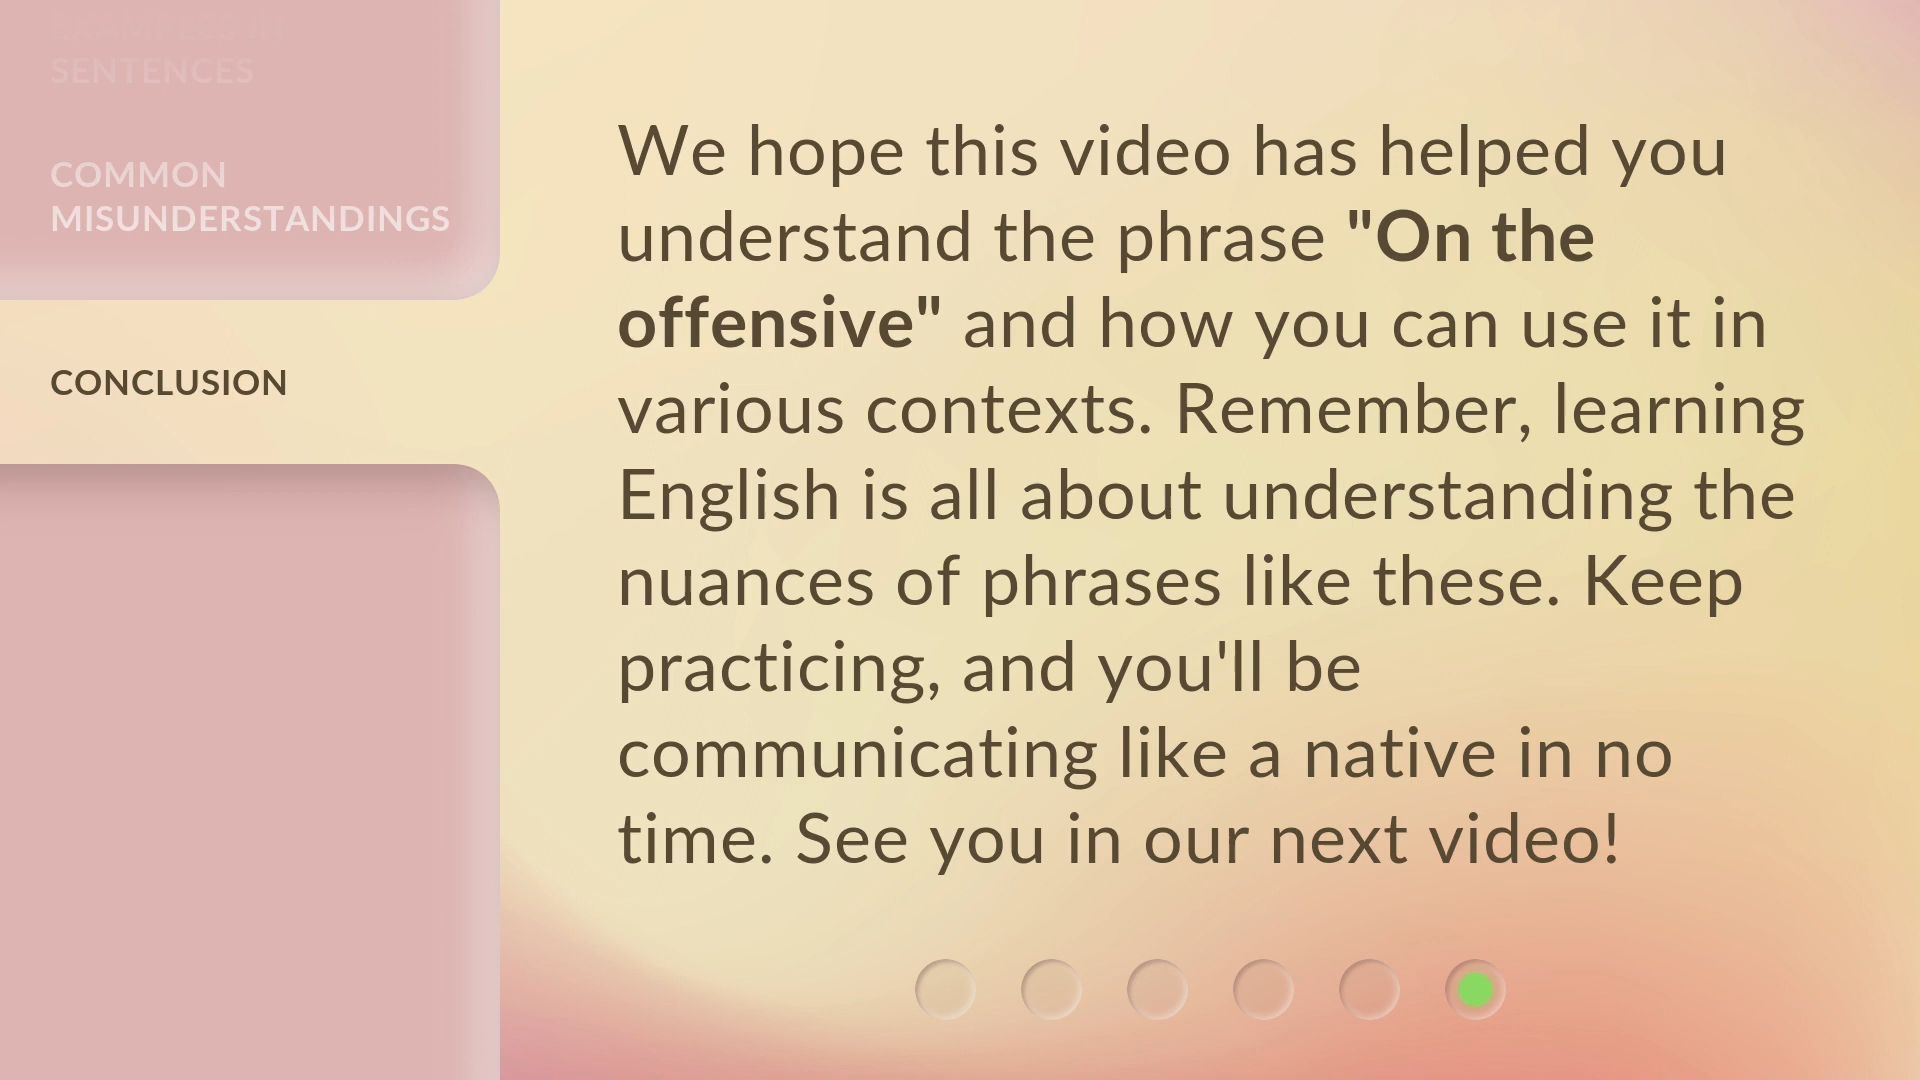 EXAMPLES IN
SENTENCES
COMMON
MISUNDERSTANDINGS
CONCLUSION
We hope this video has helped you
understand the phrase "On the
offensive" and how you can use it in
various contexts. Remember, learning
English is all about understanding the
nuances of phrases like these. Keep
practicing, and you'll be
communicating like a native in no
time. See you in our next video!